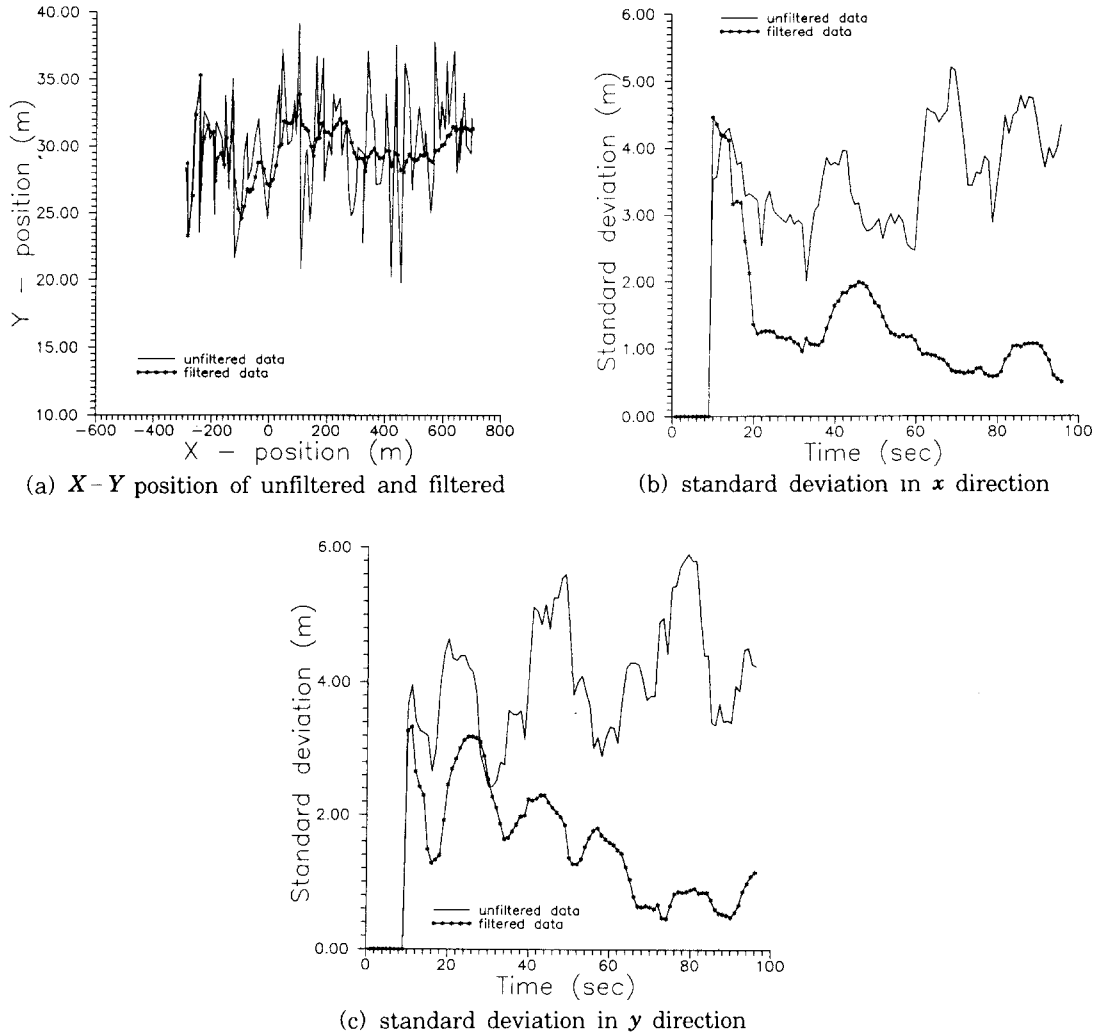 40.00
35.00
30.00
25.00
20.00
15.00
10.00
Y - position (m)
unfiltered data
filtered data
-600 -400 -200 0 200 400 600 800
X - position (m)
(a) X-Y position of unfiltered and filtered
unfiltered data
filtered data
6.00
5.00
4.00
3.00
2.00
1.00
0.00
Standard deviation (m)
0 20 40 60 80 100
Time (sec)
(b) standard deviation in x direction
6.00
4.00
2.00
0.00
Standard deviation (m)
unfiltered data
filtered data
0 20 40 60 80 100
Time (sec)
(c) standard deviation in y direction